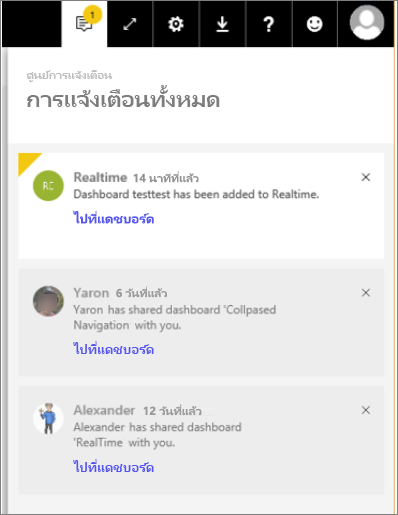 1
ศูนย์การแจ้งเตือน
การแจ้งเตือนทั้งหมด
RC
Realtime 14 นาทีที่แล้ว
Dashboard testtest has been added to Realtime.
ไปที่แดชบอร์ด
Yaron 6 วันที่แล้ว
Yaron has shared dashboard 'Collpased
Navigation with you.
ไปที่แดชบอร์ด
Alexander 12 วันที่แล้ว
Alexander has shared dashboard
'RealTime with you.
ไปที่แดชบอร์ด